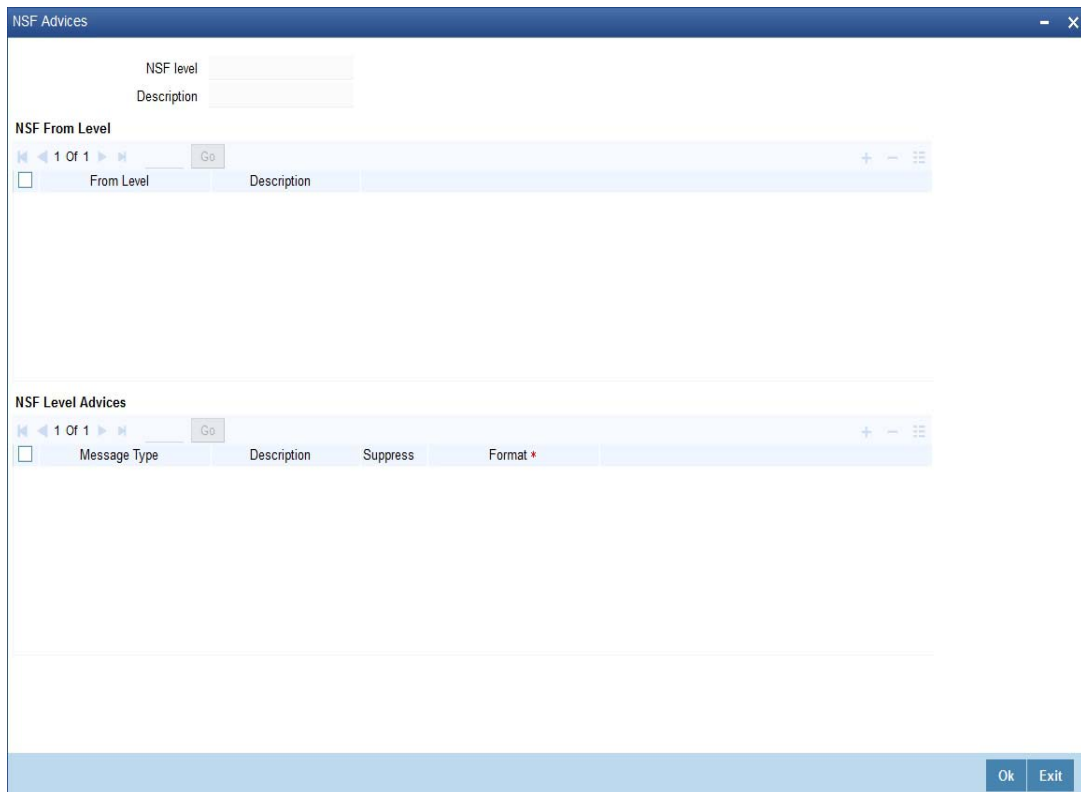 NSF Advices
NSF level
Description
NSF From Level
1 Of 1 Go
From Level Description
NSF Level Advices
1 Of 1 Go
Message Type Description Suppress Format *
Ok Exit